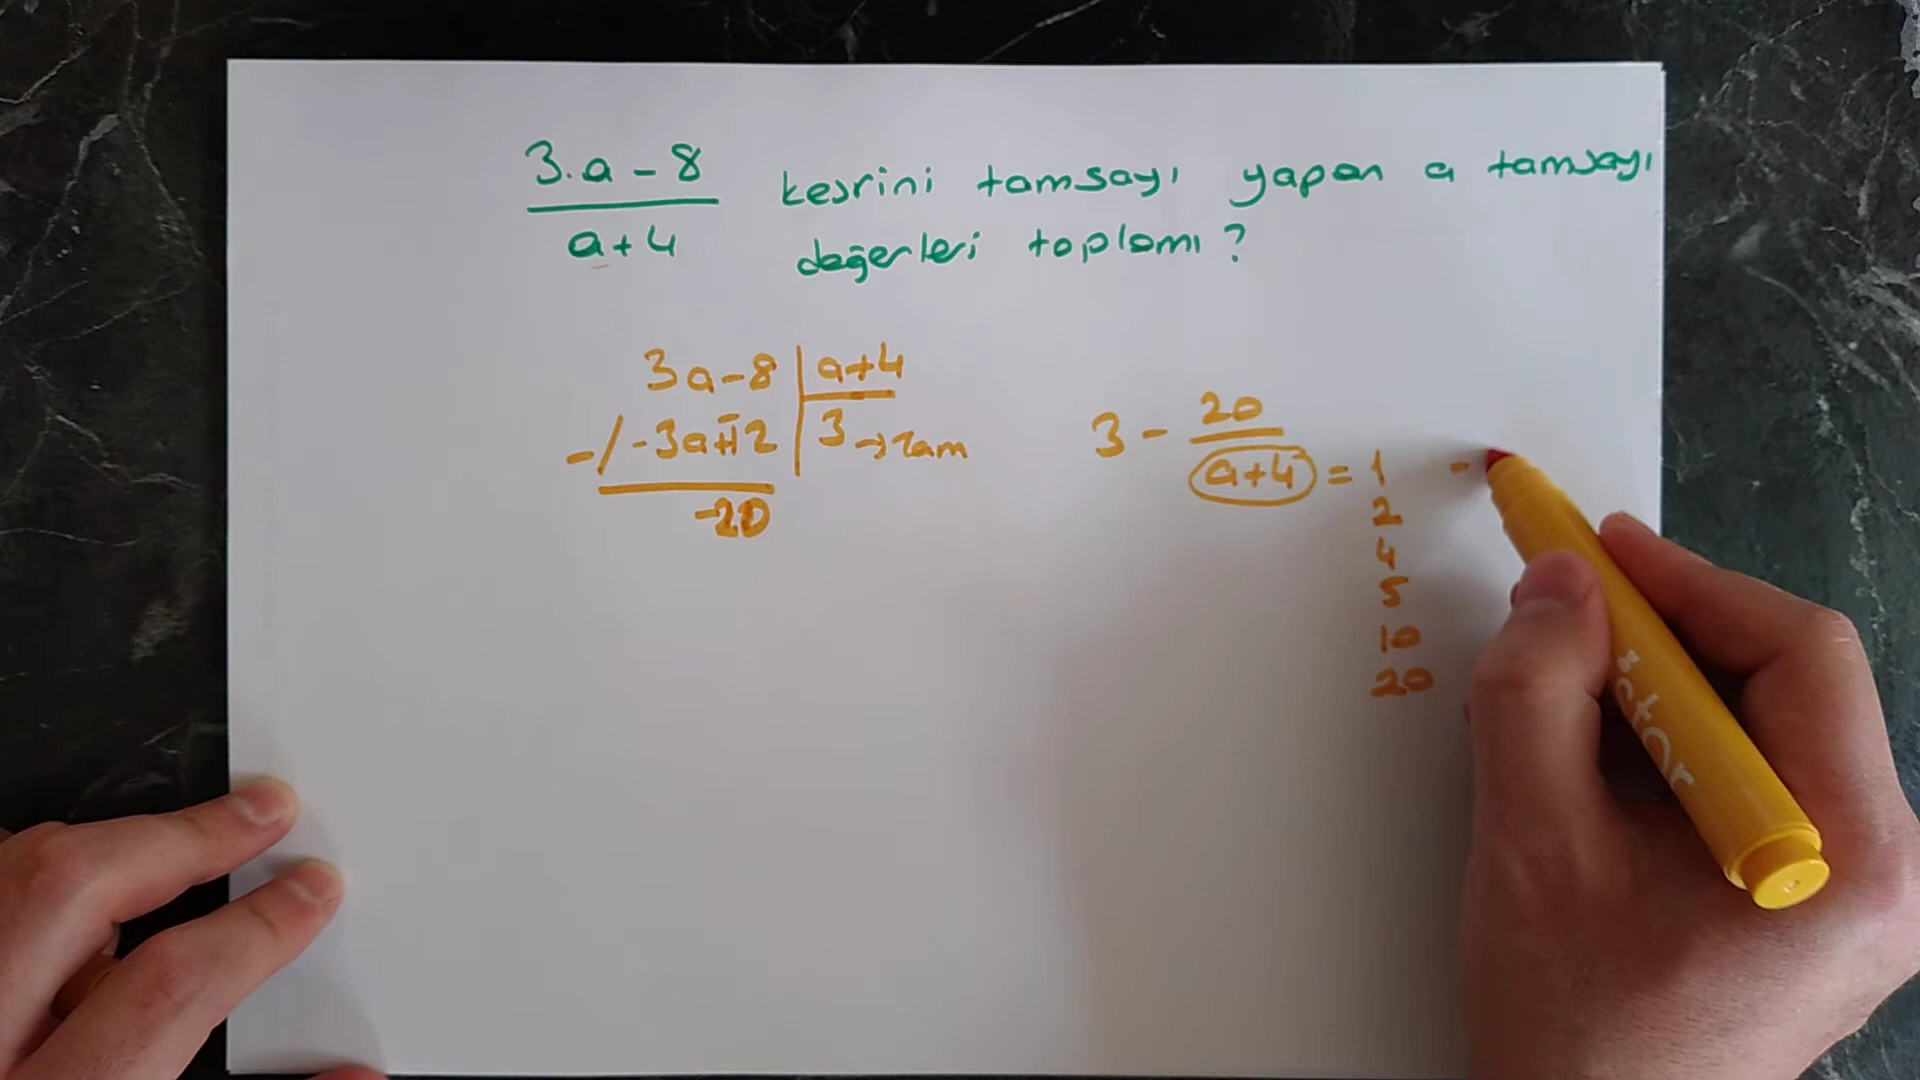 3.a-8
a+4
kesrini tamsayı yapan a tamsayı
değerleri toplamı?
3a-8 a+4
-3a+12 3→Tam
-20
3 - 20
a+4 = 1 -
2
4
5
10
20